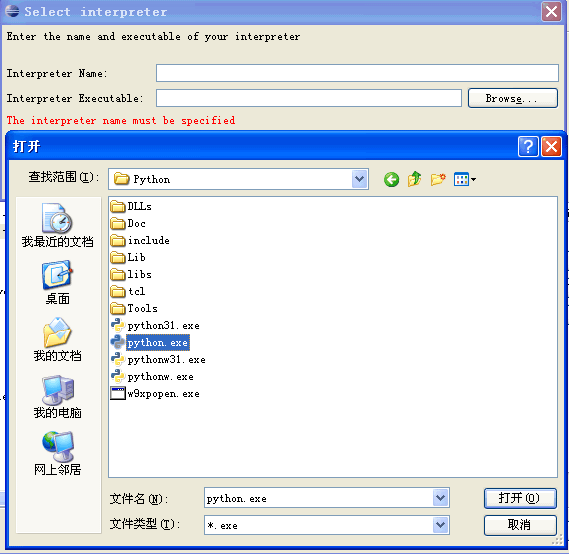 Select interpreter
Enter the name and executable of your interpreter
Interpreter Name:
Interpreter Executable:
Browse...
The interpreter name must be specified
打开
查找范围(I):
Python
我最近的文档
桌面
我的文档
我的电脑
网上邻居
DLLs
Doc
include
Lib
libs
tcl
Tools
python31.exe
python.exe
pythonw31.exe
pythonw.exe
w9xpopen.exe
文件名(N):
python.exe
打开(O)
文件类型(T):
*.exe
取消